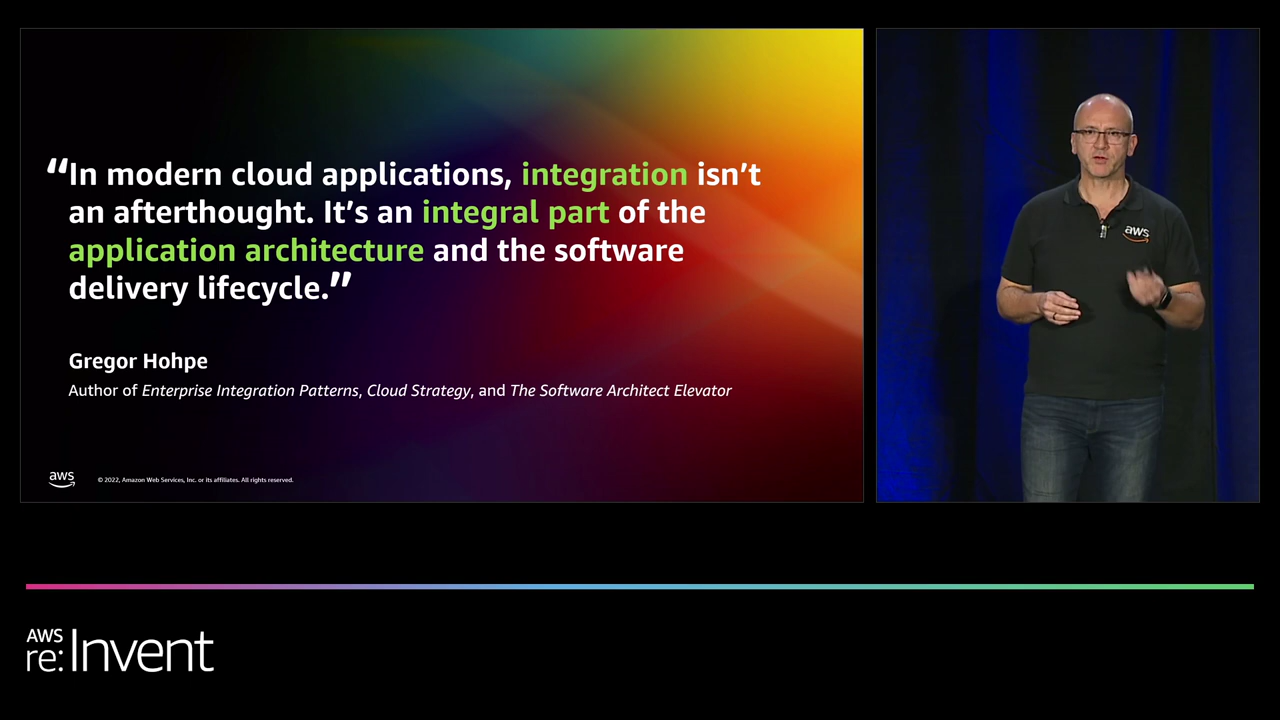 “In modern cloud applications, integration isn’t
an afterthought. It’s an integral part of the
application architecture and the software
delivery lifecycle.”
Gregor Hohpe
Author of Enterprise Integration Patterns, Cloud Strategy, and The Software Architect Elevator
aws
© 2022, Amazon Web Services, Inc. or its affiliates. All rights reserved.
aws
AWS
re:Invent